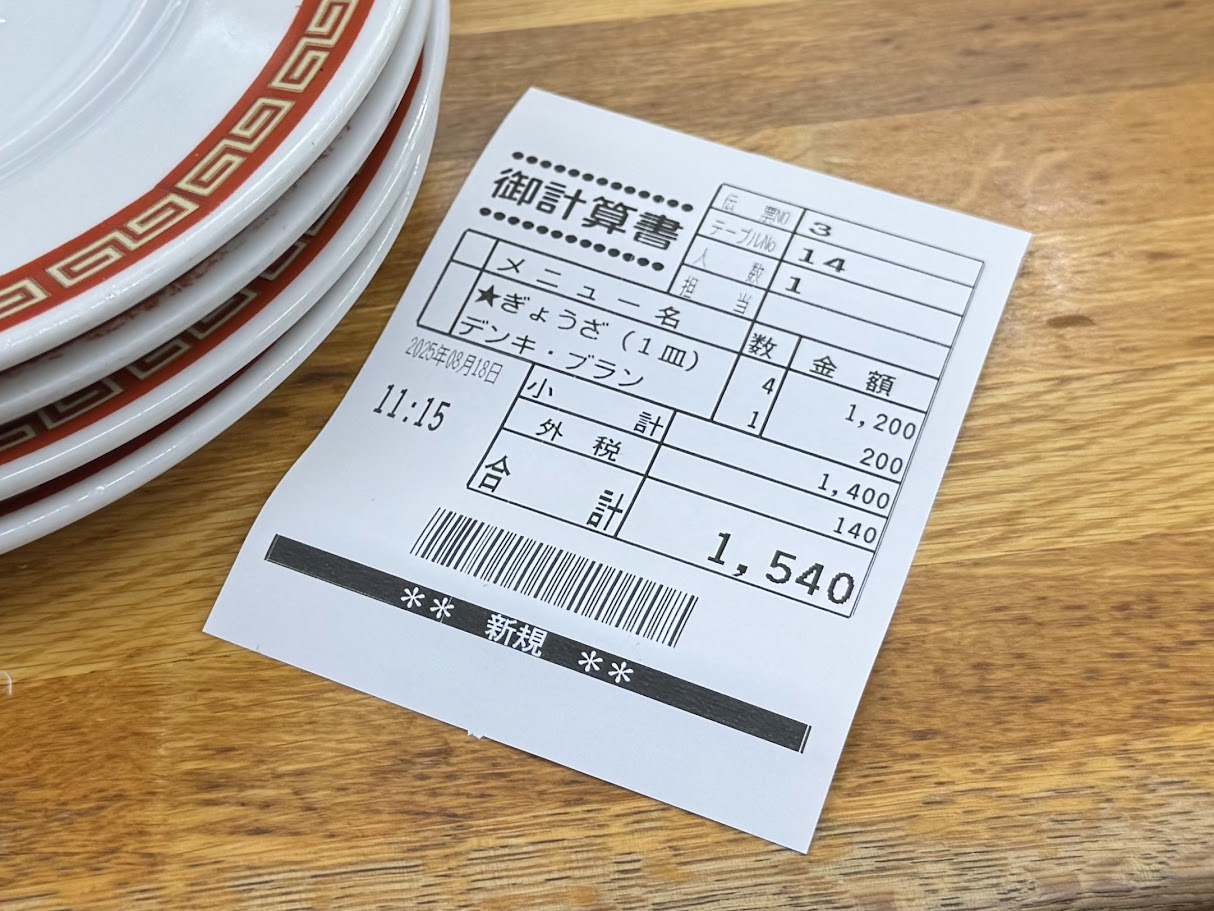 御計算書
伝票NO 3
テーブルNo 14
人数 1
担当
メニュー名 数 金額
★ぎょうざ(1皿) 4 1,200
デンキ・ブラン 1 200
2025年08月18日
11:15
小計 1,400
外税 140
合計 1,540
** 新規 **